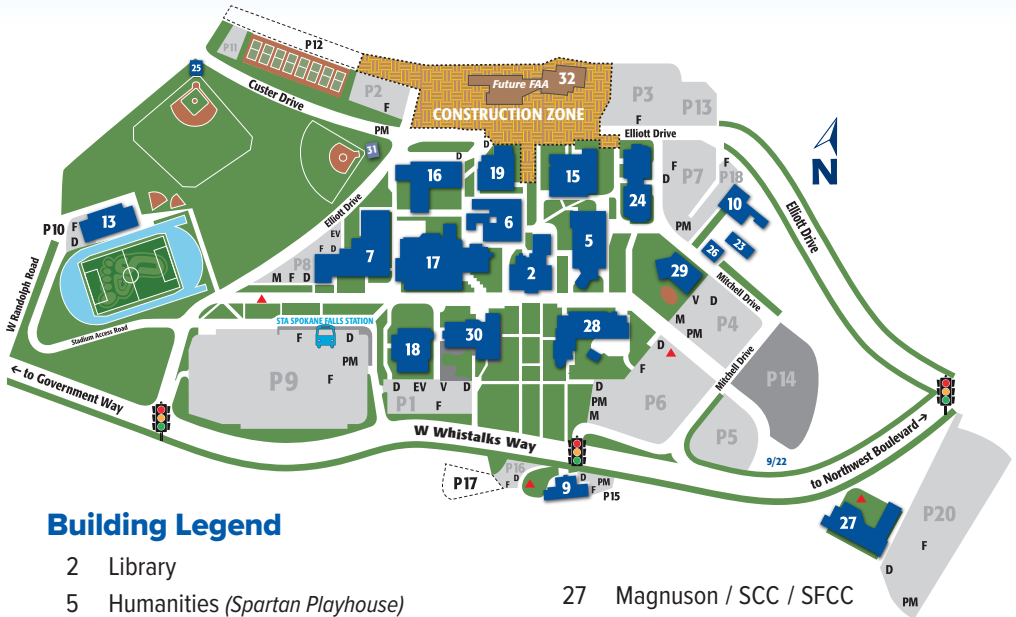 P11
P12
25
Custer Drive
P2
F
PM
31
Future FAA
32
CONSTRUCTION ZONE
P3
P13
F
Elliott Drive
N
D
D
16
19
15
24
F
D
P7
F
P18
PM
10
23
26
Elliott Drive
P10
F
D
13
Elliott Drive
EV
F D
P8
M F D
7
17
6
2
5
29
Mitchell Drive
V D
M
PM
P4
W Randolph Road
Stadium Access Road
STA SPOKANE FALLS STATION
F
D
PM
F
P9
18
30
28
D
F
P6
Mitchell Drive
P14
D EV V D
P1
F
D
PM
M
P5
← to Government Way
W Whistalks Way
9/22
to Northwest Boulevard →
P17
P16
D
F
9
D
F
PM
P15
27
P20
F
D
PM
Building Legend
2 Library
5 Humanities (Spartan Playhouse)
27 Magnuson / SCC / SFCC